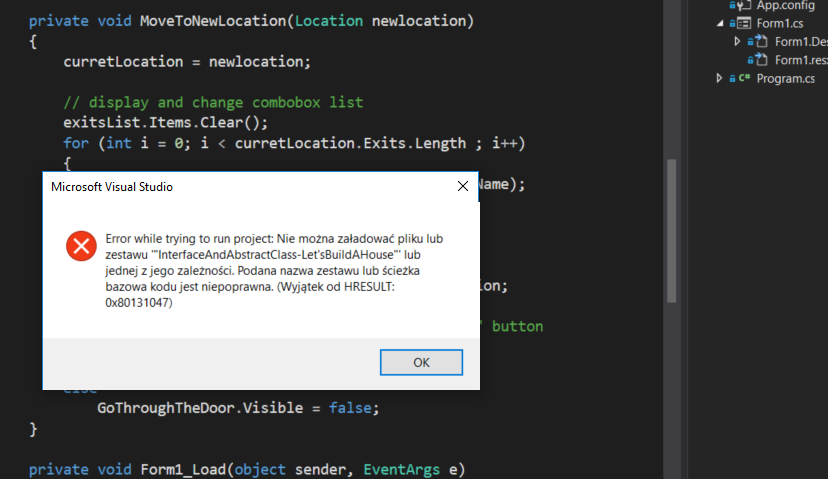 private void MoveToNewLocation(Location newlocation)
{
curretLocation = newlocation;
// display and change combobox list
exitsList.Items.Clear();
for (int i = 0; i < curretLocation.Exits.Length ; i++)
{
Name);
Microsoft Visual Studio
Error while trying to run project: Nie można załadować pliku lub
zestawu '"InterfaceAndAbstractClass-Let'sBuildAHouse"' lub
jednej z jego zależności. Podana nazwa zestawu lub ścieżka
bazowa kodu jest niepoprawna. (Wyjątek od HRESULT:
0x80131047)
ion;
" button
OK
else
GoThroughTheDoor.Visible = false;
}
private void Form1_Load(object sender, EventArgs e)
App.config
Form1.cs
Form1.Des
Form1.resx
C# Program.cs